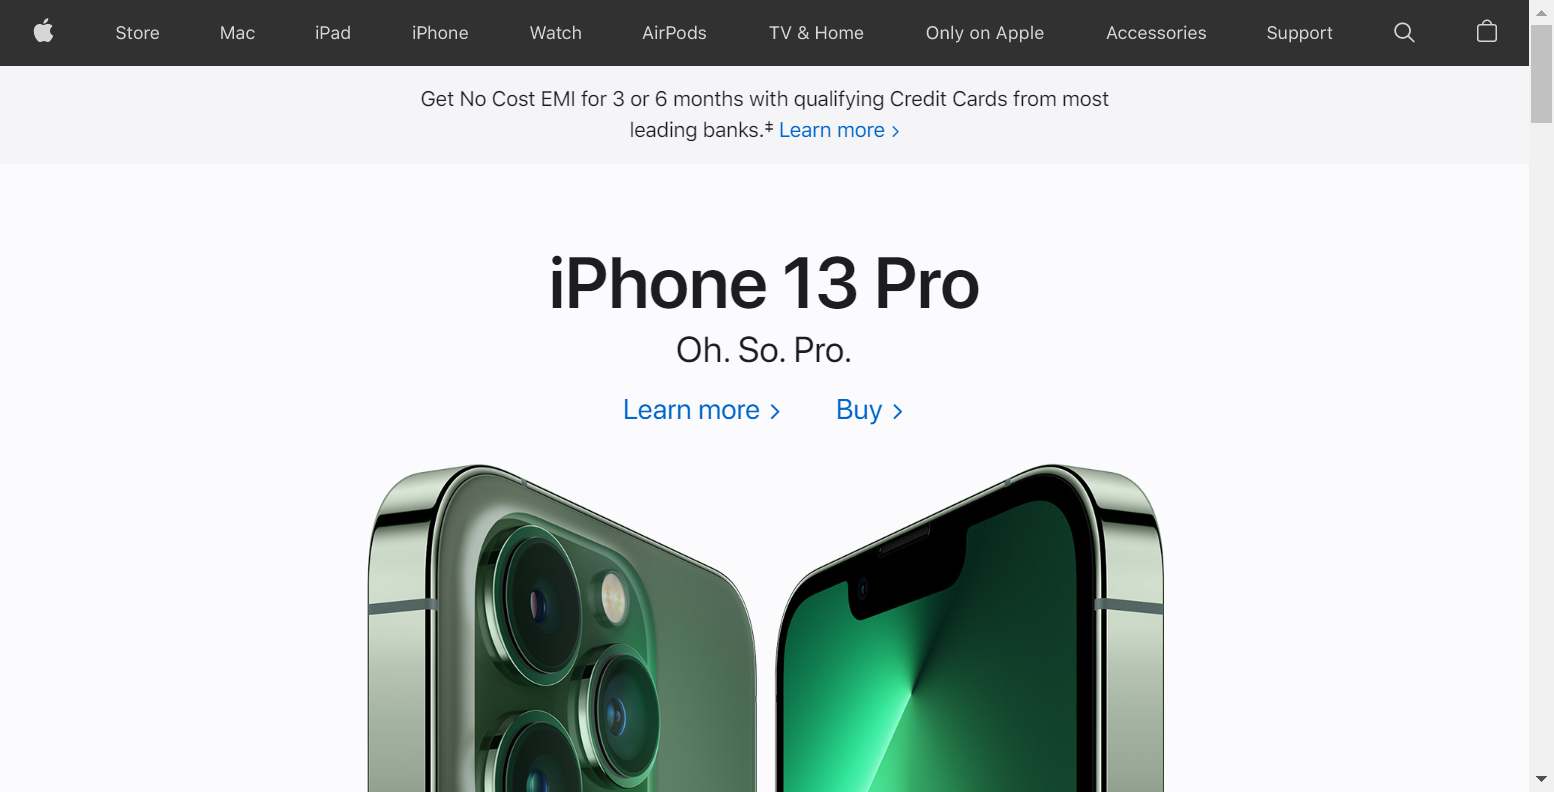 Store Mac iPad iPhone Watch AirPods TV & Home Only on Apple Accessories Support
Get No Cost EMI for 3 or 6 months with qualifying Credit Cards from most
leading banks.‡ Learn more >
iPhone 13 Pro
Oh. So. Pro.
Learn more > Buy >